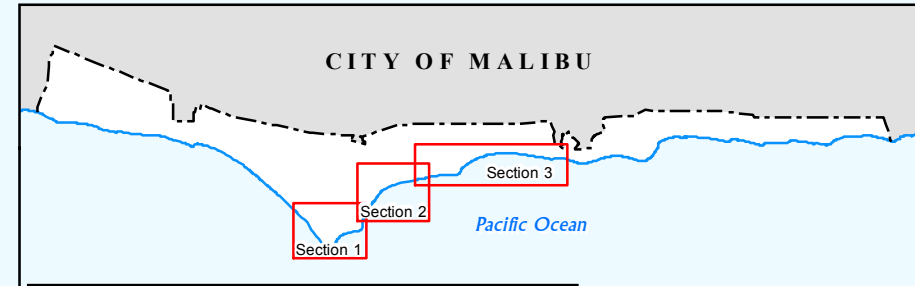 CITY OF MALIBU
Section 3
Section 2
Pacific Ocean
Section 1